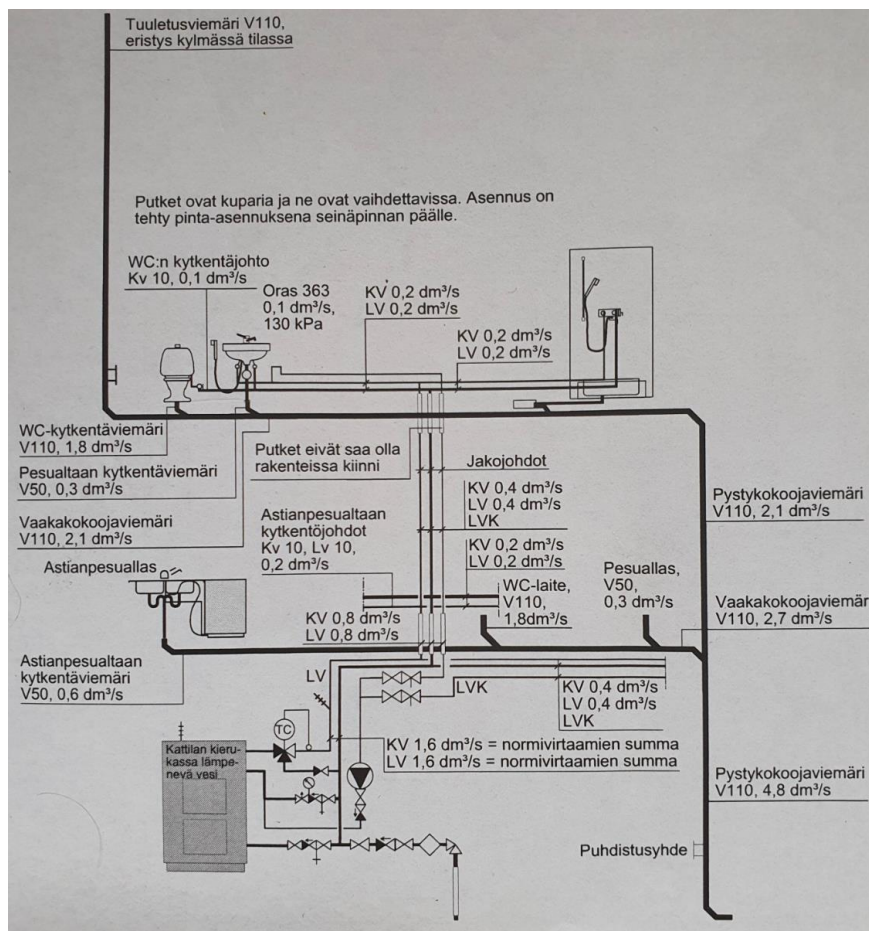 Tuuletusviemäri V110,
eristys kylmässä tilassa
Putket ovat kuparia ja ne ovat vaihdettavissa. Asennus on
tehty pinta-asennuksena seinäpinnan päälle.
WC:n kytkentäjohto
Kv 10, 0,1 dm³/s
Oras 363
0,1 dm³/s,
130 kPa
KV 0,2 dm³/s
LV 0,2 dm³/s
KV 0,2 dm³/s
LV 0,2 dm³/s
WC-kytkentäviemäri
V110, 1,8 dm³/s
Pesualtaan kytkentäviemäri
V50, 0,3 dm³/s
Vaakakokoojaviemäri
V110, 2,1 dm³/s
Putket eivät saa olla
rakenteissa kiinni
Jakojohdot
KV 0,4 dm³/s
LV 0,4 dm³/s
LVK
Pystykokoojaviemäri
V110, 2,1 dm³/s
Astianpesualtaan
kytkentöjohdot
Kv 10, Lv 10,
0,2 dm³/s
KV 0,2 dm³/s
LV 0,2 dm³/s
Astianpesuallas
WC-laite,
V110,
1,8dm³/s
Pesuallas,
V50,
0,3 dm³/s
Vaakakokoojaviemär
V110, 2,7 dm³/s
KV 0,8 dm³/s
LV 0,8 dm³/s
Astianpesualtaan
kytkentäviemäri
V50, 0,6 dm³/s
LV
LVK
KV 0,4 dm³/s
LV 0,4 dm³/s
LVK
TC
Kattilan kieru-
kassa lämpe-
nevä vesi
KV 1,6 dm³/s = normivirtaamien summa
LV 1,6 dm³/s = normivirtaamien summa
Pystykokoojaviemäri
V110, 4,8 dm³/s
Puhdistusyhde